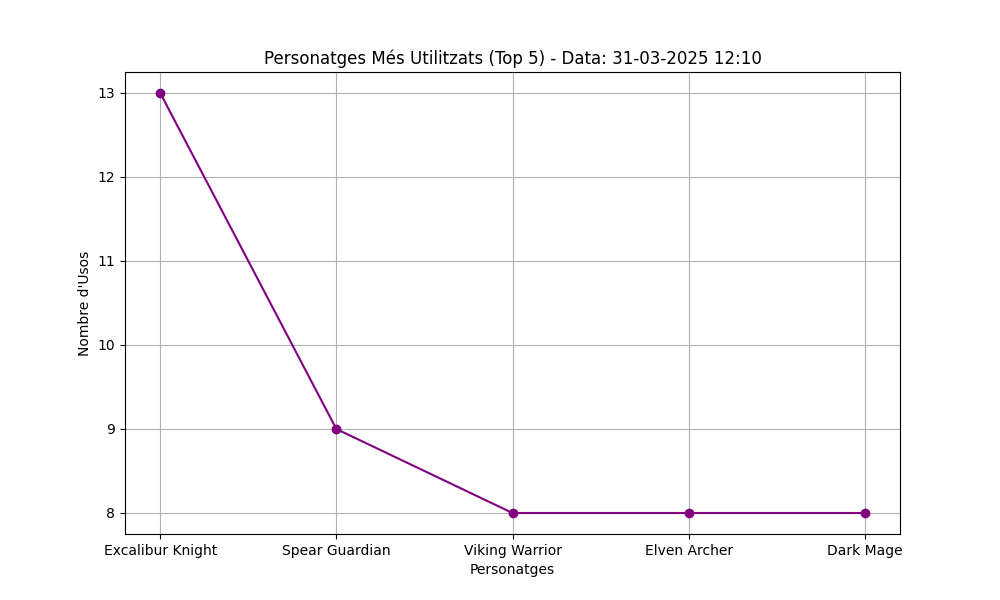 Personatges Més Utilitzats (Top 5) - Data: 31-03-2025 12:10
13
12
11
10
9
8
Nombre d'Usos
Excalibur Knight
Spear Guardian
Viking Warrior
Elven Archer
Dark Mage
Personatges